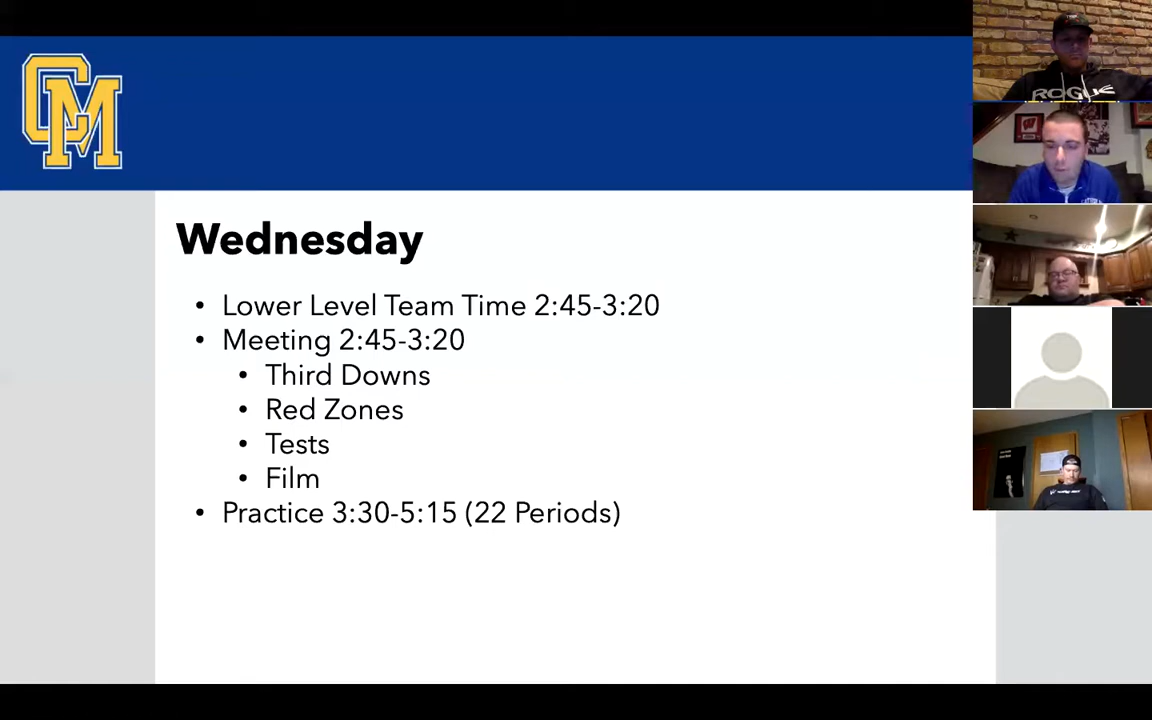 CM
Wednesday
• Lower Level Team Time 2:45-3:20
• Meeting 2:45-3:20
• Third Downs
• Red Zones
• Tests
• Film
• Practice 3:30-5:15 (22 Periods)
ROGUE
W